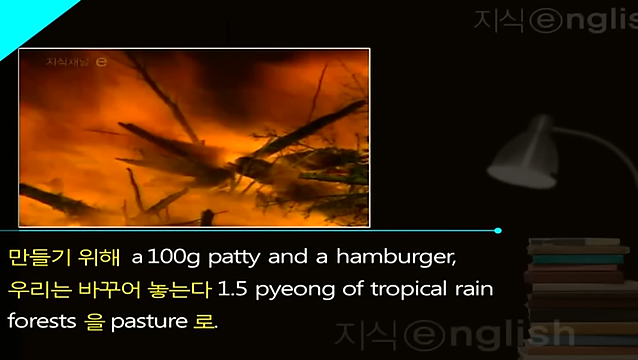 지식ⓔnglis
지식채널 ⓔ
만들기 위해 a 100g patty and a hamburger,
우리는 바꾸어 놓는다 1.5 pyeong of tropical rain
forests 을 pasture 로.
지식ⓔnglish